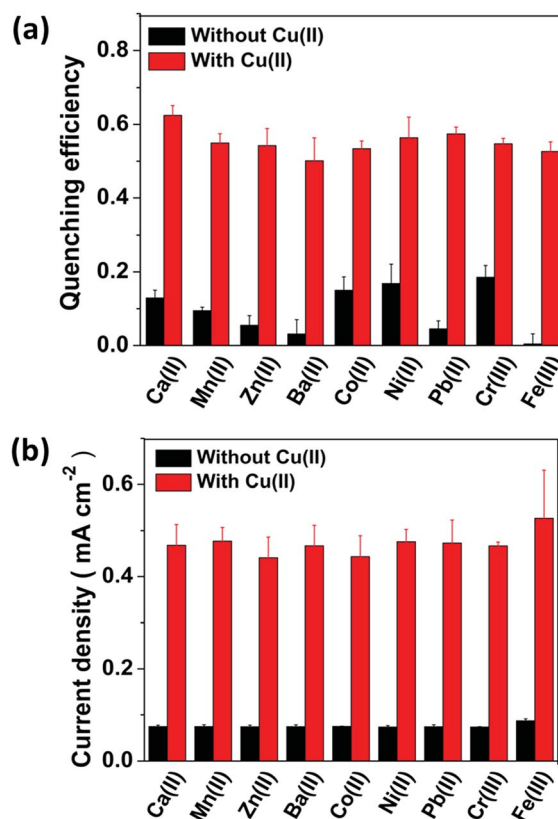 (a)
Without Cu(II)
With Cu(II)
Quenching efficiency
0.8
0.6
0.4
0.2
0.0
Ca(II)
Mn(II)
Zn(II)
Ba(II)
Co(II)
Ni(II)
Pb(II)
Cr(III)
Fe(III)
(b)
Without Cu(II)
With Cu(II)
Current density ( mA cm⁻² )
0.6
0.4
0.2
0.0
Ca(II)
Mn(II)
Zn(II)
Ba(II)
Co(II)
Ni(II)
Pb(II)
Cr(III)
Fe(III)